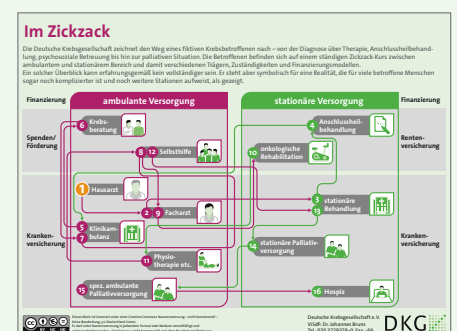 Im Zickzack
Die Deutsche Krebsgesellschaft zeichnet den Weg eines fiktiven Krebsbetroffenen nach – von der Diagnose über Therapie, Anschlussheilbehand-
lung, psychosoziale Betreuung bis hin zur palliativen Situation. Die Betroffenen befinden sich auf einem ständigen Zickzack-Kurs zwischen
ambulantem und stationärem Bereich und damit verschiedenen Trägern, Zuständigkeiten und Finanzierungsmodellen.
Ein solcher Überblick kann erfahrungsgemäß kein vollständiger sein. Er steht aber symbolisch für eine Realität, die für viele betroffene Menschen
sogar noch komplizierter ist und noch weitere Stationen aufweist, als gezeigt.
Finanzierung
ambulante Versorgung
stationäre Versorgung
Finanzierung
Spenden/
Förderung
6 Krebs-
beratung
4 Anschlussheil-
behandlung
Renten-
versicherung
8 12 Selbsthilfe
10 onkologische
Rehabilitation
1 Hausarzt
2 9 Facharzt
3 stationäre
13 Behandlung
Kranken-
versicherung
5 Klinikam-
7 bulanz
14 stationäre Palliativ-
versorgung
Kranken-
versicherung
11 Physio-
therapie etc.
15 spez. ambulante
Palliativversorgung
16 Hospiz
Deutsche Krebsgesellschaft e.V.
ViSdP: Dr. Johannes Bruns
DKG